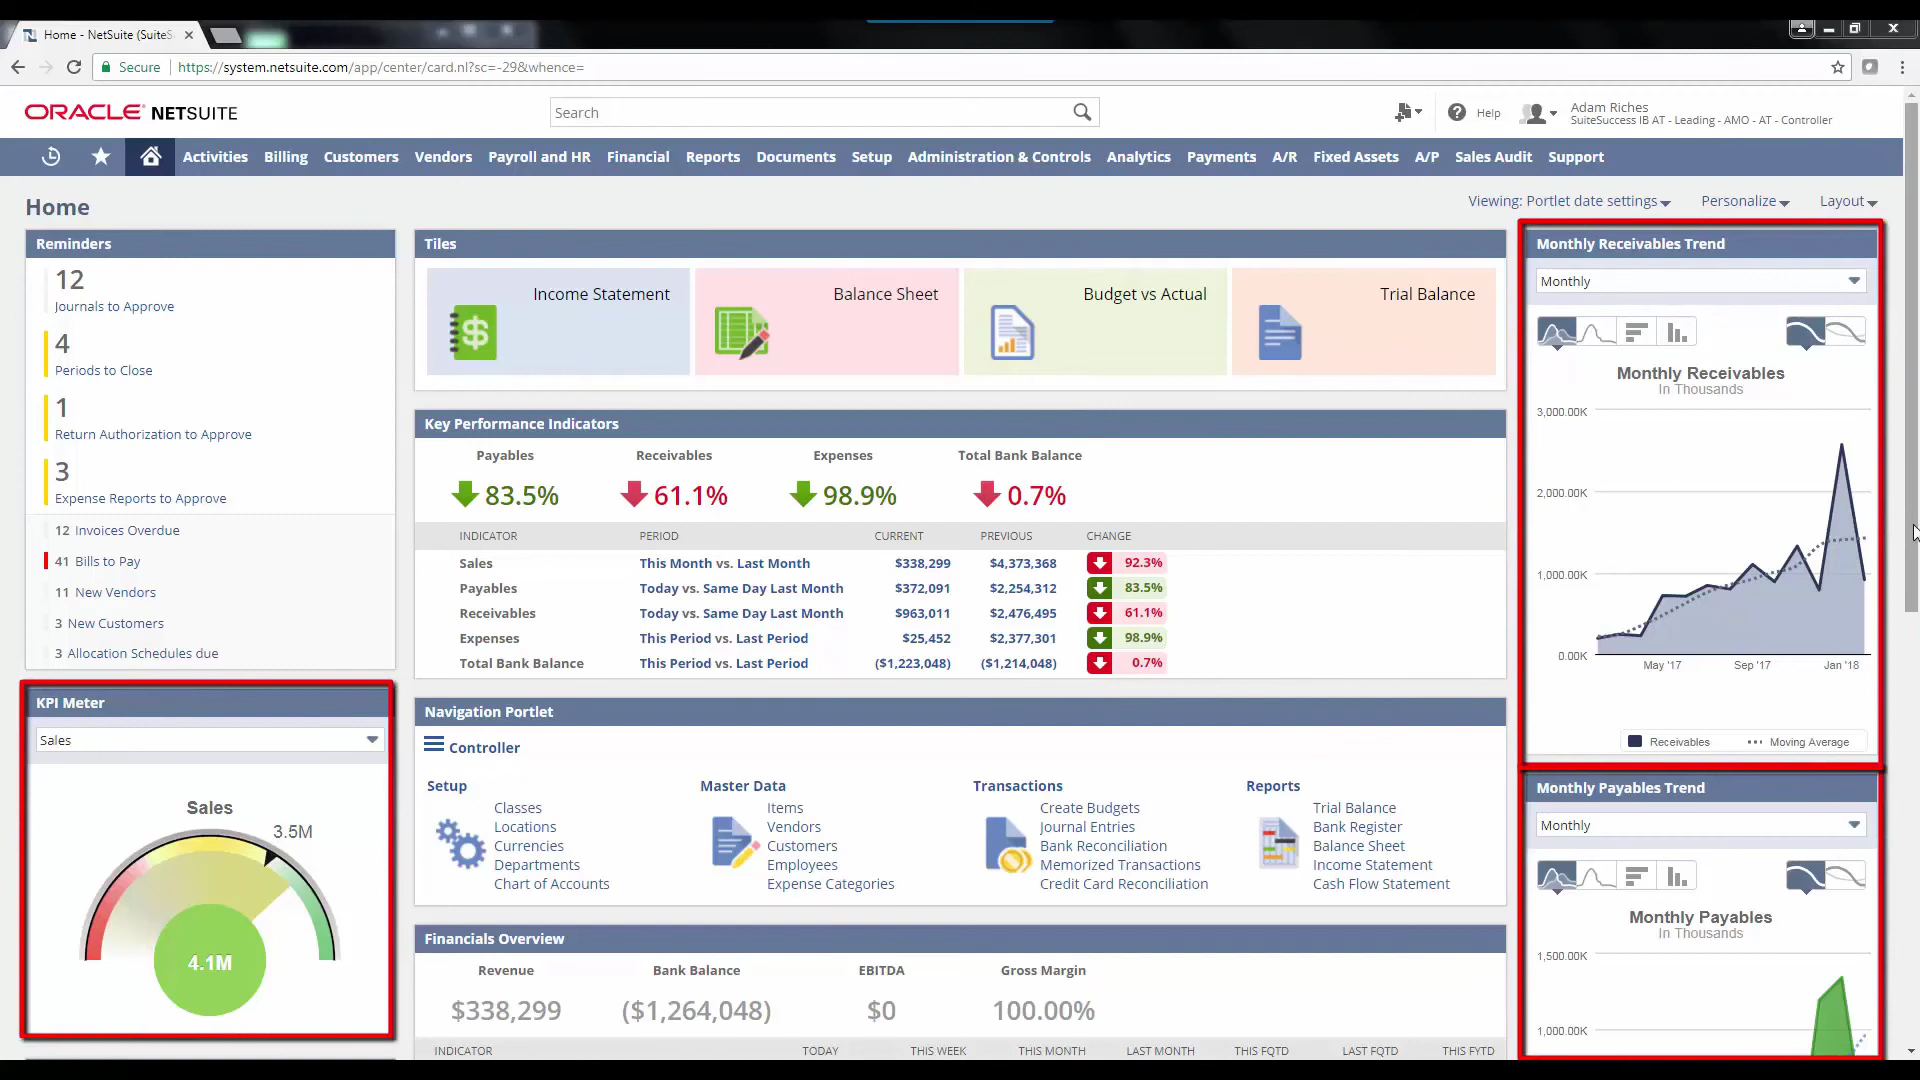 Home - NetSuite (SuiteS
Secure
https://system.netsuite.com/app/center/card.nl?sc=-29&whence=
ORACLE NETSUITE
Search
Help
Adam Riches
SuiteSuccess IB AT - Leading - AMO - AT - Controller
Activities Billing Customers Vendors Payroll and HR Financial Reports Documents Setup Administration & Controls Analytics Payments A/R Fixed Assets A/P Sales Audit Support
Home
Viewing: Portlet date settings Personalize Layout
Reminders
12
Journals to Approve
4
Periods to Close
1
Return Authorization to Approve
3
Expense Reports to Approve
12 Invoices Overdue
41 Bills to Pay
11 New Vendors
3 New Customers
3 Allocation Schedules due
KPI Meter
Sales
Sales
3.5M
4.1M
Tiles
Income Statement
Balance Sheet
Budget vs Actual
Trial Balance
Key Performance Indicators
Payables Receivables Expenses Total Bank Balance
83.5% 61.1% 98.9% 0.7%
INDICATOR PERIOD CURRENT PREVIOUS CHANGE
Sales This Month vs. Last Month $338,299 $4,373,368 92.3%
Payables Today vs. Same Day Last Month $372,091 $2,254,312 83.5%
Receivables Today vs. Same Day Last Month $963,011 $2,476,495 61.1%
Expenses This Period vs. Last Period $25,452 $2,377,301 98.9%
Total Bank Balance This Period vs. Last Period ($1,223,048) ($1,214,048) 0.7%
Navigation Portlet
Controller
Setup
Classes
Locations
Currencies
Departments
Chart of Accounts
Master Data
Items
Vendors
Customers
Employees
Expense Categories
Transactions
Create Budgets
Journal Entries
Bank Reconciliation
Memorized Transactions
Credit Card Reconciliation
Reports
Trial Balance
Bank Register
Balance Sheet
Income Statement
Cash Flow Statement
Financials Overview
Revenue Bank Balance EBITDA Gross Margin
$338,299 ($1,264,048) $0 100.00%
INDICATOR TODAY THIS WEEK THIS MONTH LAST MONTH THIS FQTD LAST FQTD THIS FYTD
Monthly Receivables Trend
Monthly
Monthly Receivables
In Thousands
3,000.00K
2,000.00K
1,000.00K
0.00K
May '17 Sep '17 Jan '18
Receivables Moving Average
Monthly Payables Trend
Monthly
Monthly Payables
In Thousands
1,500.00K
1,000.00K